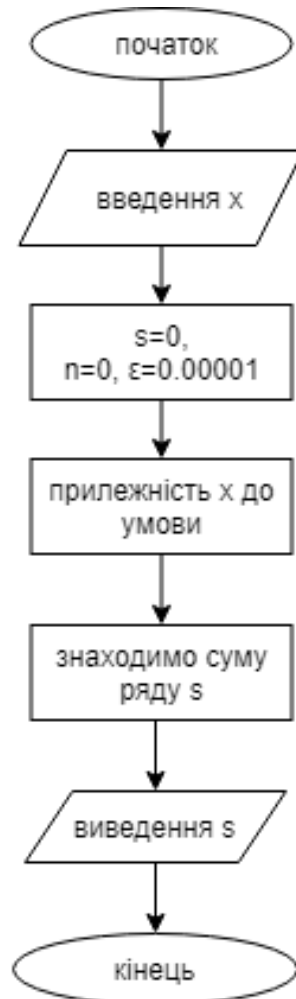 початок
введення x
s=0,
n=0, ε=0.00001
прилежність x до
умови
знаходимо суму
ряду s
виведення s
кінець